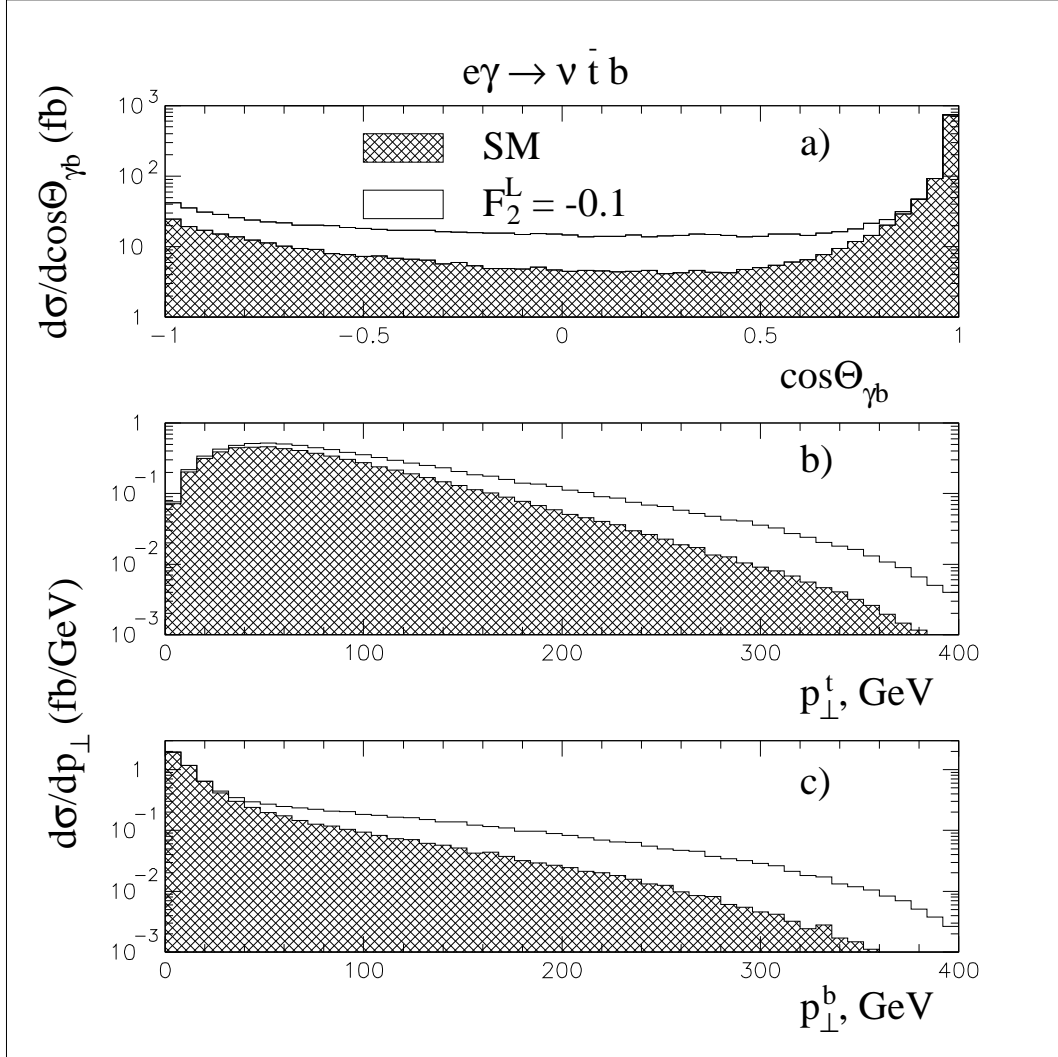 eγ → ν t̄ b
dσ/dcosΘγb (fb)
10³
10²
10
1
a)
SM
F₂ᴸ = -0.1
−1 −0.5 0 0.5 1
cosΘγb
dσ/dp⊥ (fb/GeV)
1
10⁻¹
10⁻²
10⁻³
b)
0 100 200 300 400
p⊥ᵗ, GeV
1
10⁻¹
10⁻²
10⁻³
c)
0 100 200 300 400
p⊥ᵇ, GeV